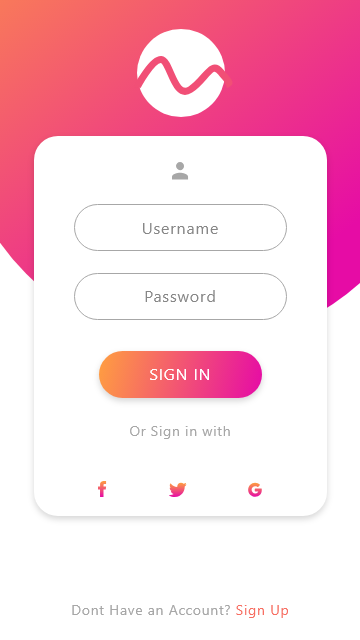 Username
Password
SIGN IN
Or Sign in with
Dont Have an Account? Sign Up